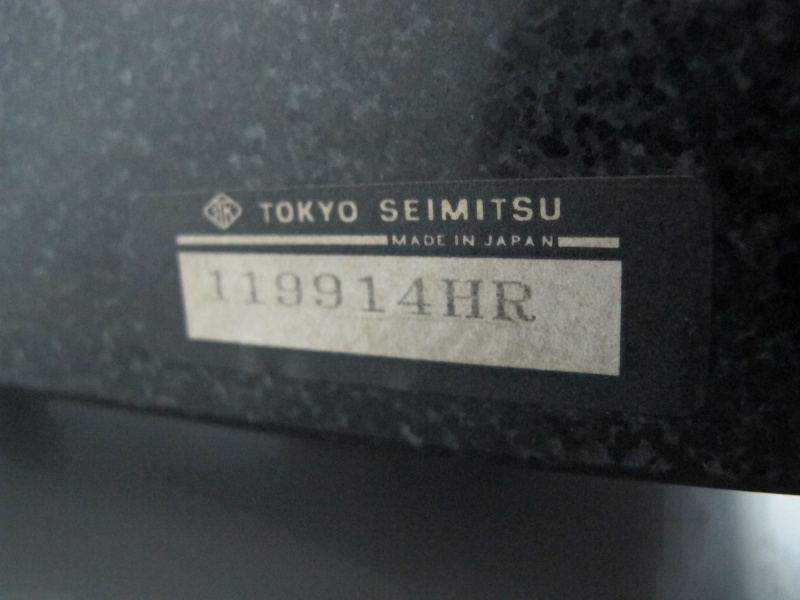 TOKYO SEIMITSU
MADE IN JAPAN
119914HR